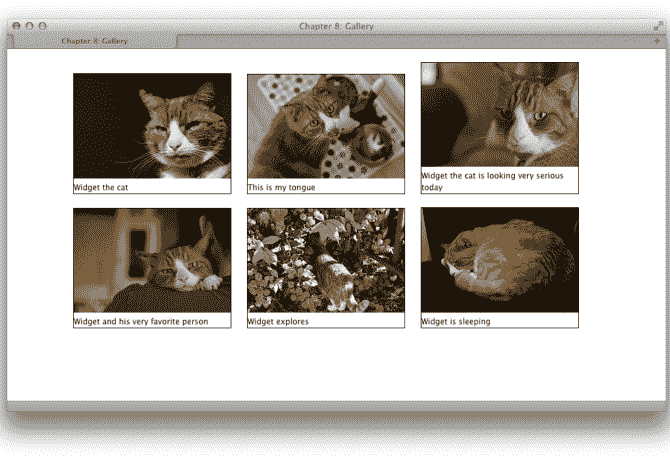 Chapter 8: Gallery
Chapter 8: Gallery
Widget the cat
This is my tongue
Widget the cat is looking very serious
today
Widget and his very favorite person
Widget explores
Widget is sleeping